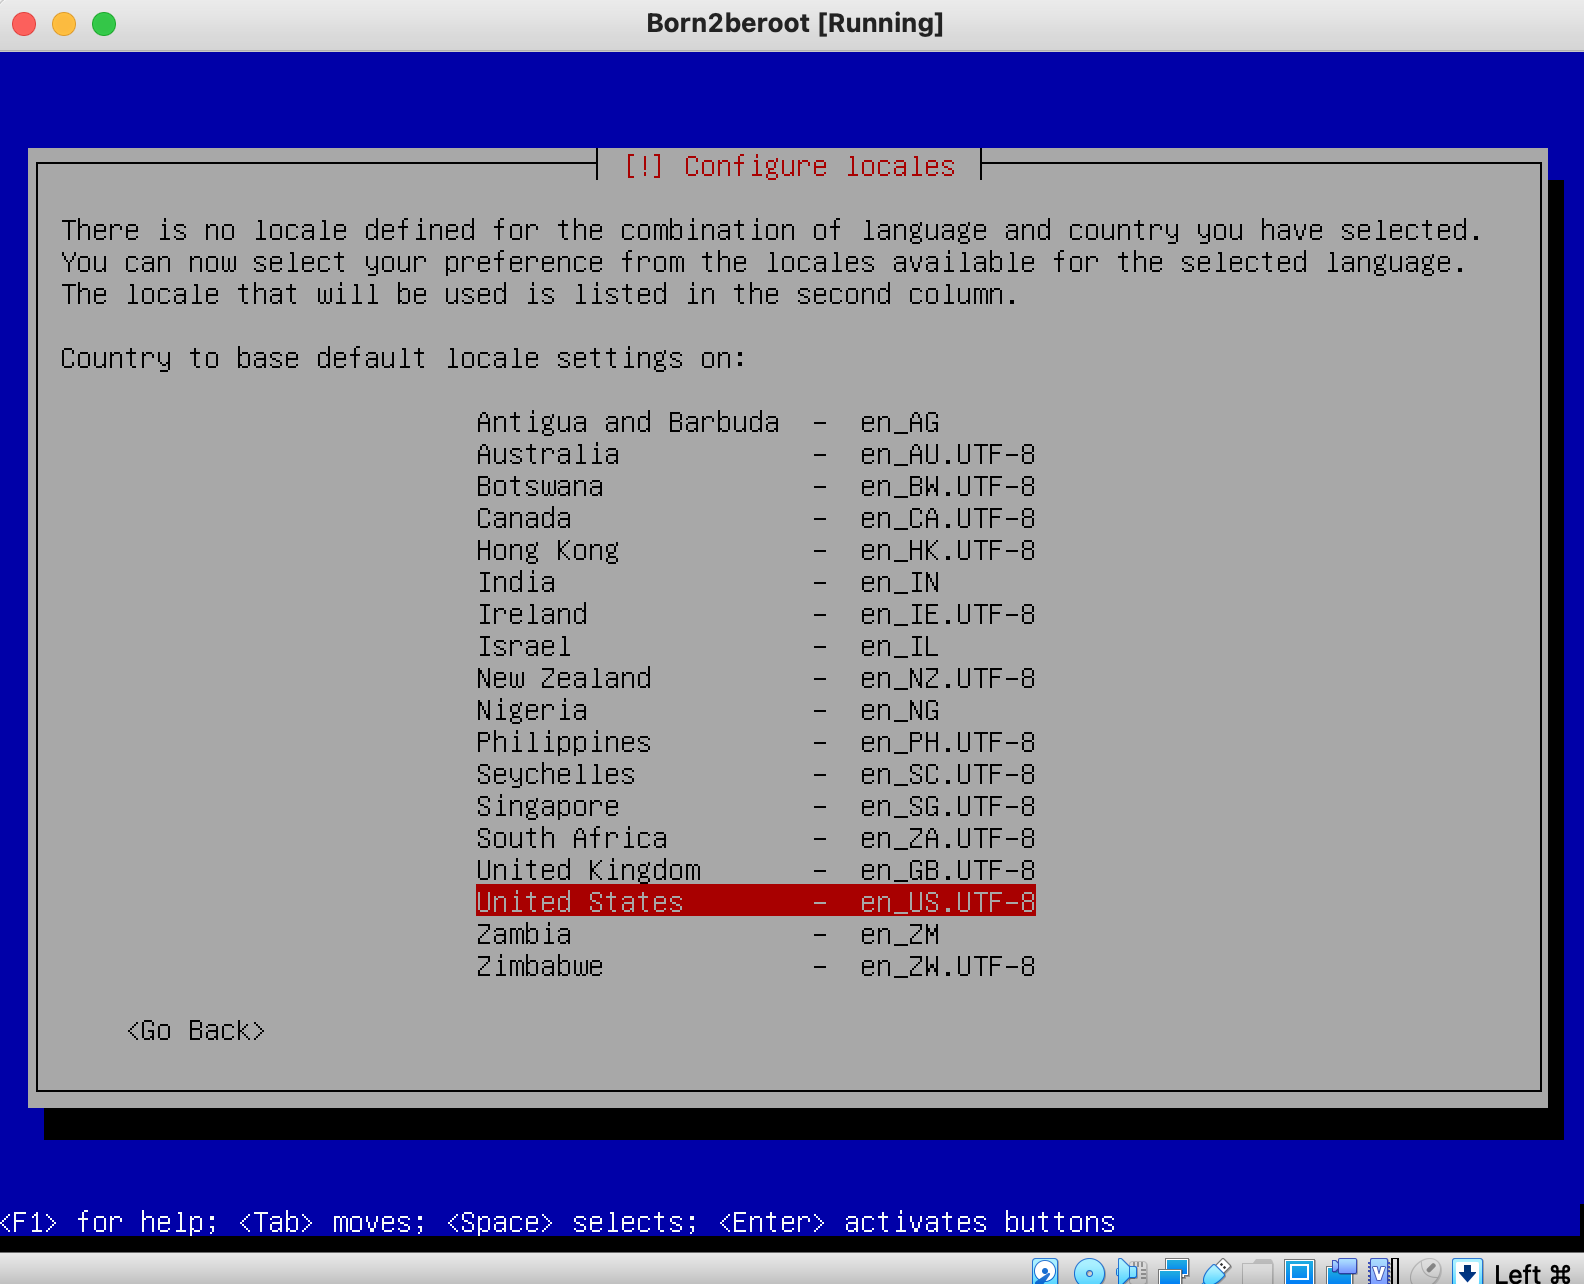 Born2beroot [Running]
[!] Configure locales
There is no locale defined for the combination of language and country you have selected.
You can now select your preference from the locales available for the selected language.
The locale that will be used is listed in the second column.
Country to base default locale settings on:
Antigua and Barbuda - en_AG
Australia - en_AU.UTF-8
Botswana - en_BW.UTF-8
Canada - en_CA.UTF-8
Hong Kong - en_HK.UTF-8
India - en_IN
Ireland - en_IE.UTF-8
Israel - en_IL
New Zealand - en_NZ.UTF-8
Nigeria - en_NG
Philippines - en_PH.UTF-8
Seychelles - en_SC.UTF-8
Singapore - en_SG.UTF-8
South Africa - en_ZA.UTF-8
United Kingdom - en_GB.UTF-8
United States - en_US.UTF-8
Zambia - en_ZM
Zimbabwe - en_ZW.UTF-8
<Go Back>
<F1> for help; <Tab> moves; <Space> selects; <Enter> activates buttons
Left ⌘